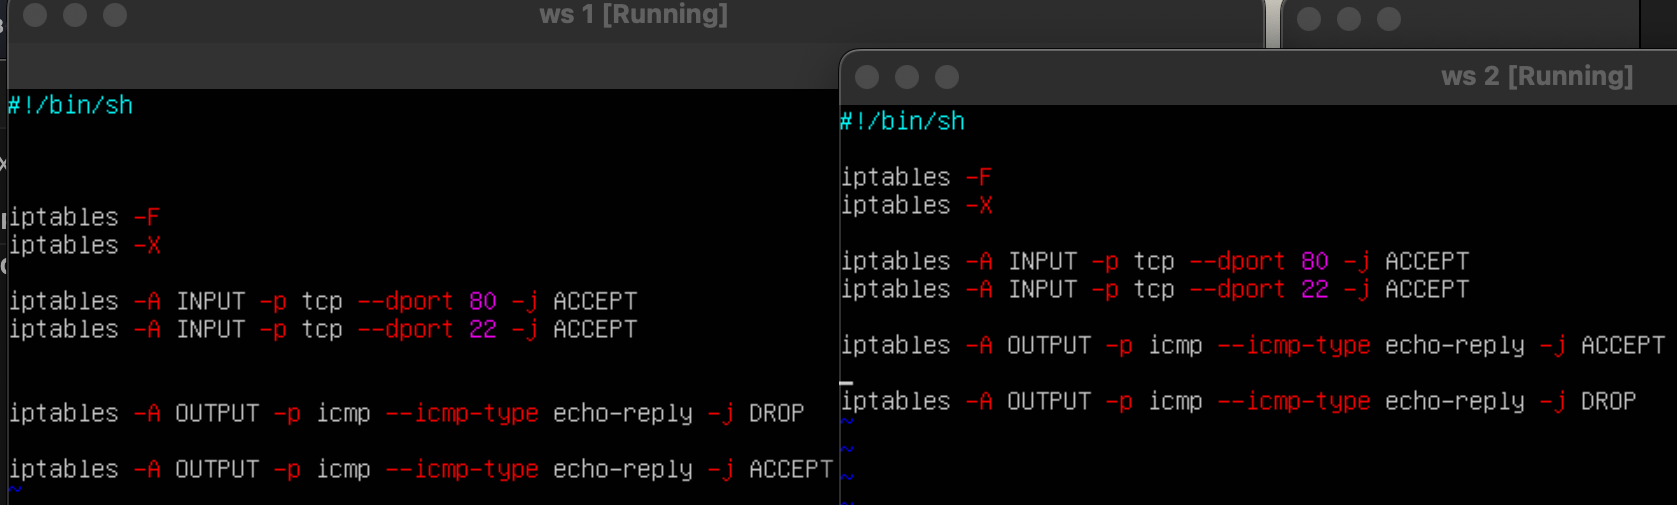 ws 1 [Running]
#!/bin/sh
iptables -F
iptables -X
iptables -A INPUT -p tcp --dport 80 -j ACCEPT
iptables -A INPUT -p tcp --dport 22 -j ACCEPT
iptables -A OUTPUT -p icmp --icmp-type echo-reply -j DROP
iptables -A OUTPUT -p icmp --icmp-type echo-reply -j ACCEPT
~
ws 2 [Running]
#!/bin/sh
iptables -F
iptables -X
iptables -A INPUT -p tcp --dport 80 -j ACCEPT
iptables -A INPUT -p tcp --dport 22 -j ACCEPT
iptables -A OUTPUT -p icmp --icmp-type echo-reply -j ACCEPT
iptables -A OUTPUT -p icmp --icmp-type echo-reply -j DROP
~
~
~
~